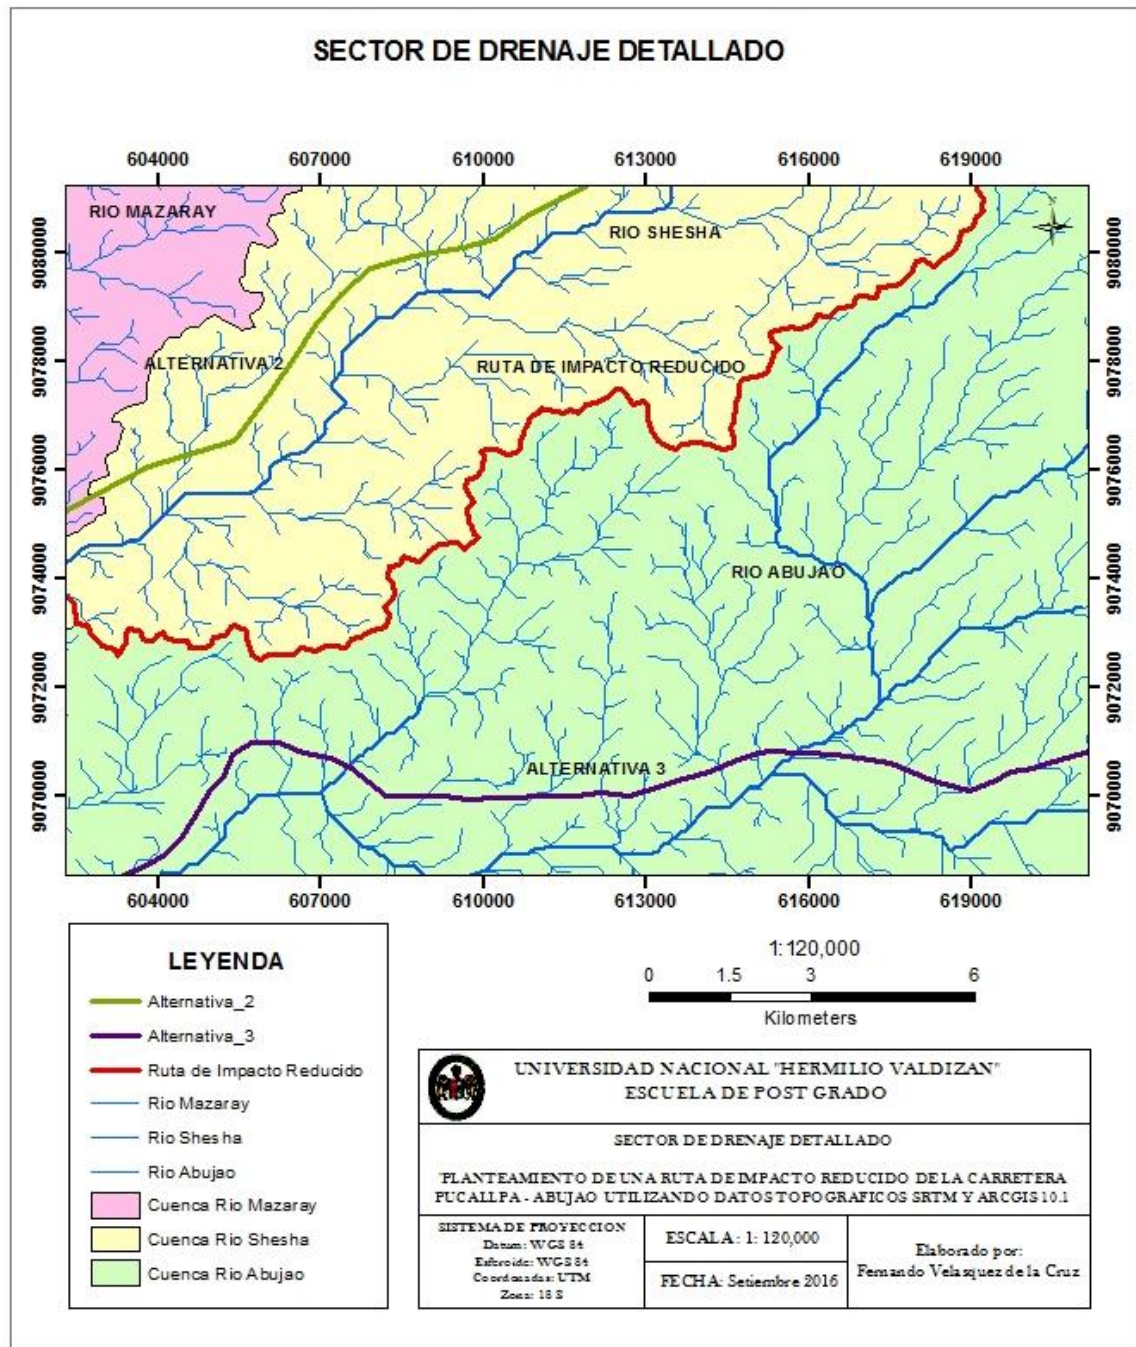 SECTOR DE DRENAJE DETALLADO
604000 607000 610000 613000 616000 619000
RIO MAZARAY
RIO SHESHA
9080000 9080000
ALTERNATIVA 2
RUTA DE IMPACTO REDUCIDO
9078000 9078000
9076000 9076000
RIO ABUJAO
9074000 9074000
9072000 9072000
ALTERNATIVA 3
9070000 9070000
604000 607000 610000 613000 616000 619000
LEYENDA
Alternativa_2
Alternativa_3
Ruta de Impacto Reducido
Rio Mazaray
Rio Shesha
Rio Abujao
Cuenca Rio Mazaray
Cuenca Rio Shesha
Cuenca Rio Abujao
1:120,000
0 1.5 3 6
Kilometers
UNIVERSIDAD NACIONAL "HERMILIO VALDIZAN"
ESCUELA DE POST GRADO
SECTOR DE DRENAJE DETALLADO
"PLANTEAMIENTO DE UNA RUTA DE IMPACTO REDUCIDO DE LA CARRETERA
PUCALLPA - ABUJAO UTILIZANDO DATOS TOPOGRAFICOS SRTM Y ARCGIS 10.1
SISTEMA DE PROYECCION
Datum: WGS 84
Esferoide: WGS 84
Coordenadas: UTM
Zona: 18 S
ESCALA : 1: 120,000
FECHA: Setiembre 2016
Elaborado por:
Fernando Velasquez de la Cruz